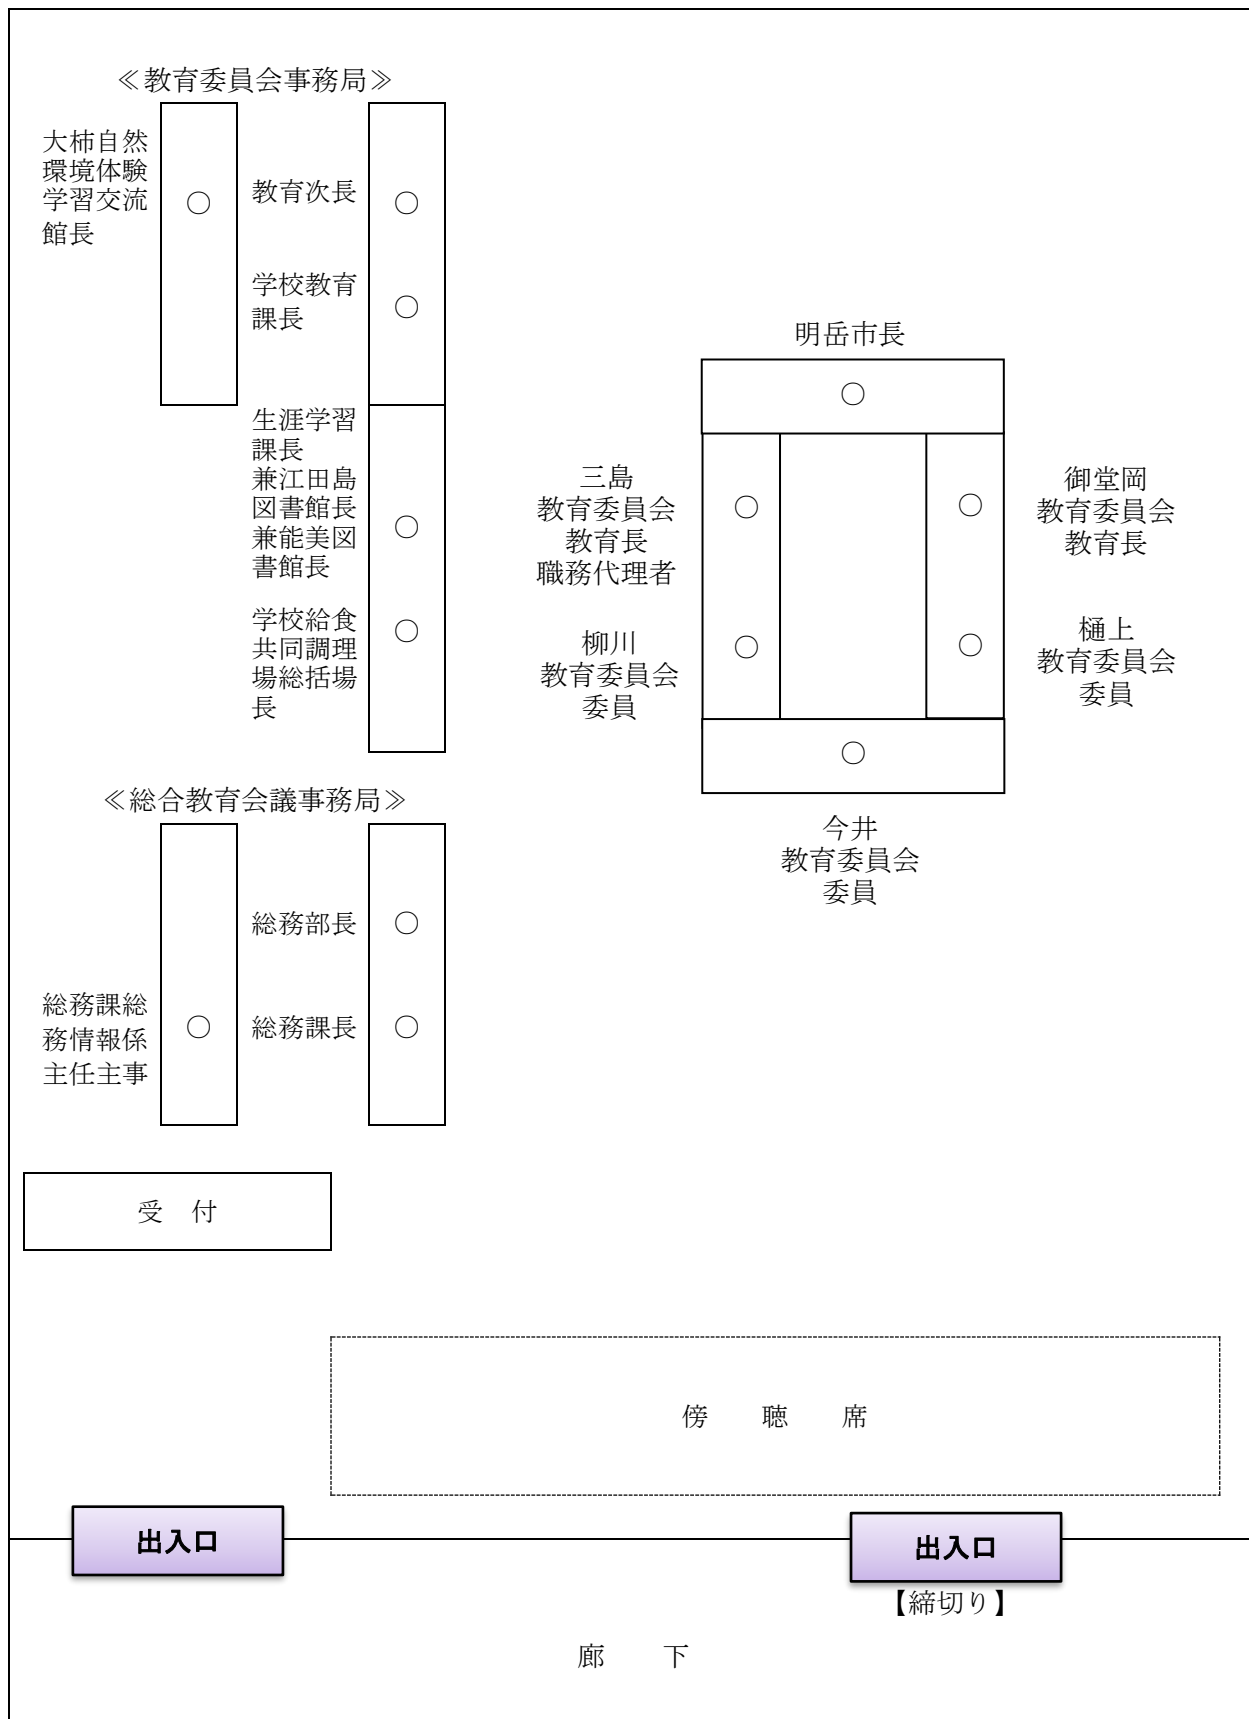 ≪教育委員会事務局≫
大柿自然
環境体験
学習交流
館長
○
教育次長
○
学校教育
課長
○
生涯学習
課長
兼江田島
図書館長
兼能美図
書館長
○
学校給食
共同調理
場総括場
長
○
明岳市長
○
三島
教育委員会
教育長
職務代理者
○
御堂岡
教育委員会
教育長
○
柳川
教育委員会
委員
○
樋上
教育委員会
委員
○
○
今井
教育委員会
委員
≪総合教育会議事務局≫
総務部長
○
総務課総
務情報係
主任主事
○
総務課長
○
受　付
傍　聴　席
出入口
出入口
【締切り】
廊　下